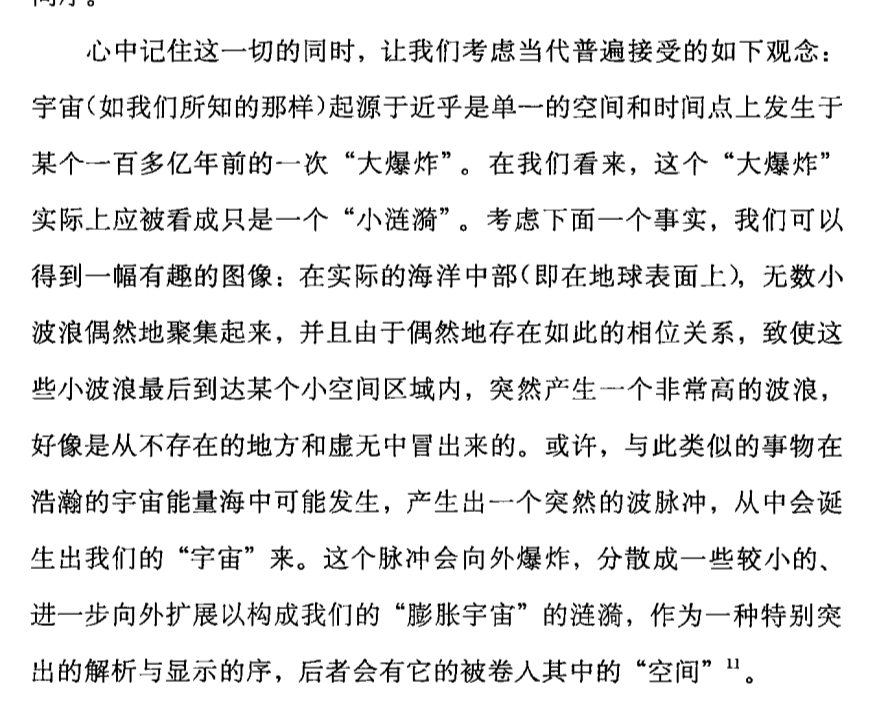 心中记住这一切的同时，让我们考虑当代普遍接受的如下观念：
宇宙(如我们所知的那样)起源于近乎是单一的空间和时间点上发生于
某个一百多亿年前的一次“大爆炸”。在我们看来，这个“大爆炸”
实际上应被看成只是一个“小涟漪”。考虑下面一个事实，我们可以
得到一幅有趣的图像：在实际的海洋中部(即在地球表面上)，无数小
波浪偶然地聚集起来，并且由于偶然地存在如此的相位关系，致使这
些小波浪最后到达某个小空间区域内，突然产生一个非常高的波浪，
好像是从不存在的地方和虚无中冒出来的。或许，与此类似的事物在
浩瀚的宇宙能量海中可能发生，产生出一个突然的波脉冲，从中会诞
生出我们的“宇宙”来。这个脉冲会向外爆炸，分散成一些较小的、
进一步向外扩展以构成我们的“膨胀宇宙”的涟漪，作为一种特别突
出的解析与显示的序，后者会有它的被卷人其中的“空间”11。